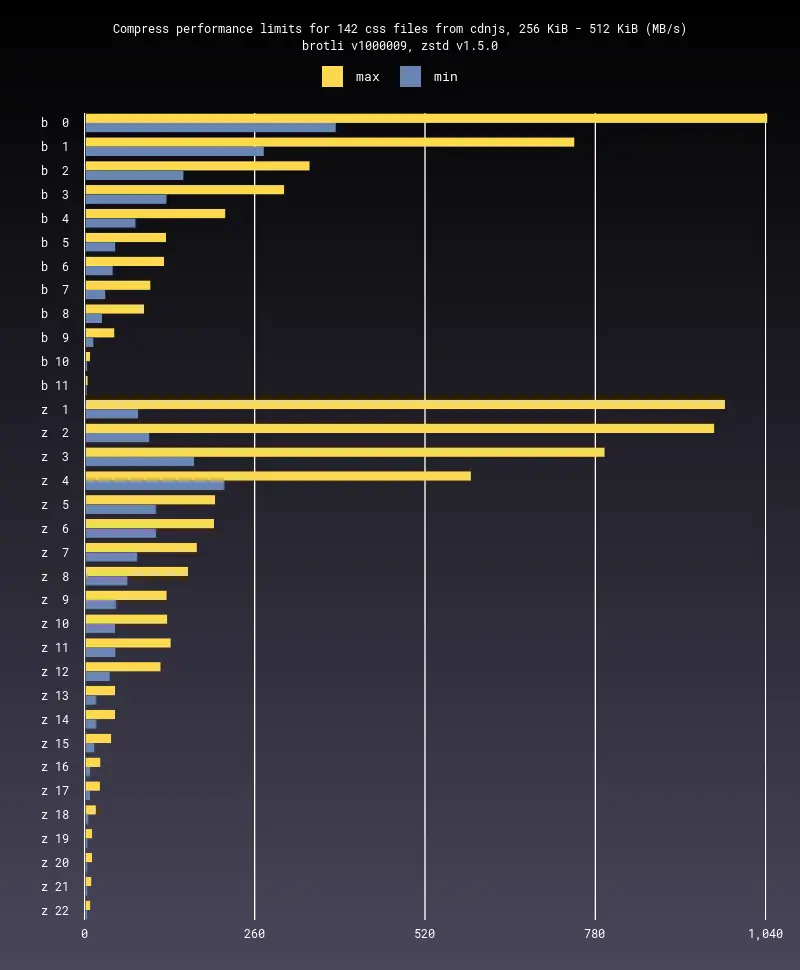 Compress performance limits for 142 css files from cdnjs, 256 KiB - 512 KiB (MB/s)
brotli v1000009, zstd v1.5.0
max min
b 0
b 1
b 2
b 3
b 4
b 5
b 6
b 7
b 8
b 9
b 10
b 11
z 1
z 2
z 3
z 4
z 5
z 6
z 7
z 8
z 9
z 10
z 11
z 12
z 13
z 14
z 15
z 16
z 17
z 18
z 19
z 20
z 21
z 22
0 260 520 780 1,040